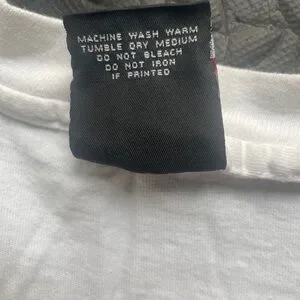 MACHINE WASH WARM
TUMBLE DRY MEDIUM
DO NOT BLEACH
DO NOT IRON
IF PRINTED